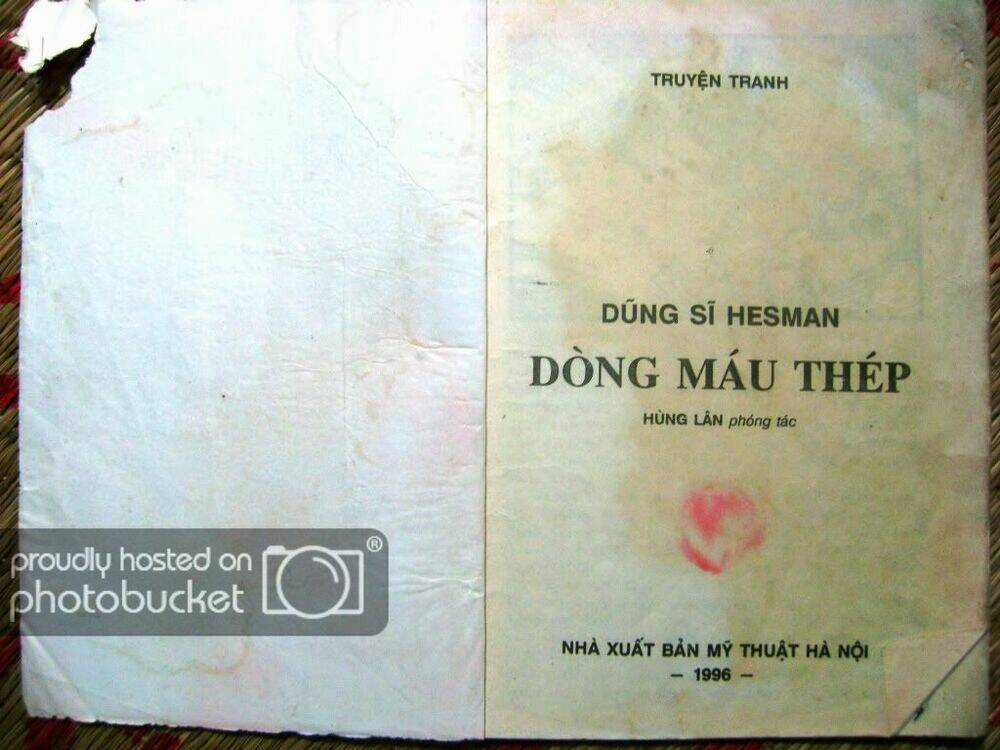 TRUYỆN TRANH
DŨNG SĨ HESMAN
DÒNG MÁU THÉP
HÙNG LÂN phóng tác
NHÀ XUẤT BẢN MỸ THUẬT HÀ NỘI
– 1996 –
proudly hosted on
photobucket®